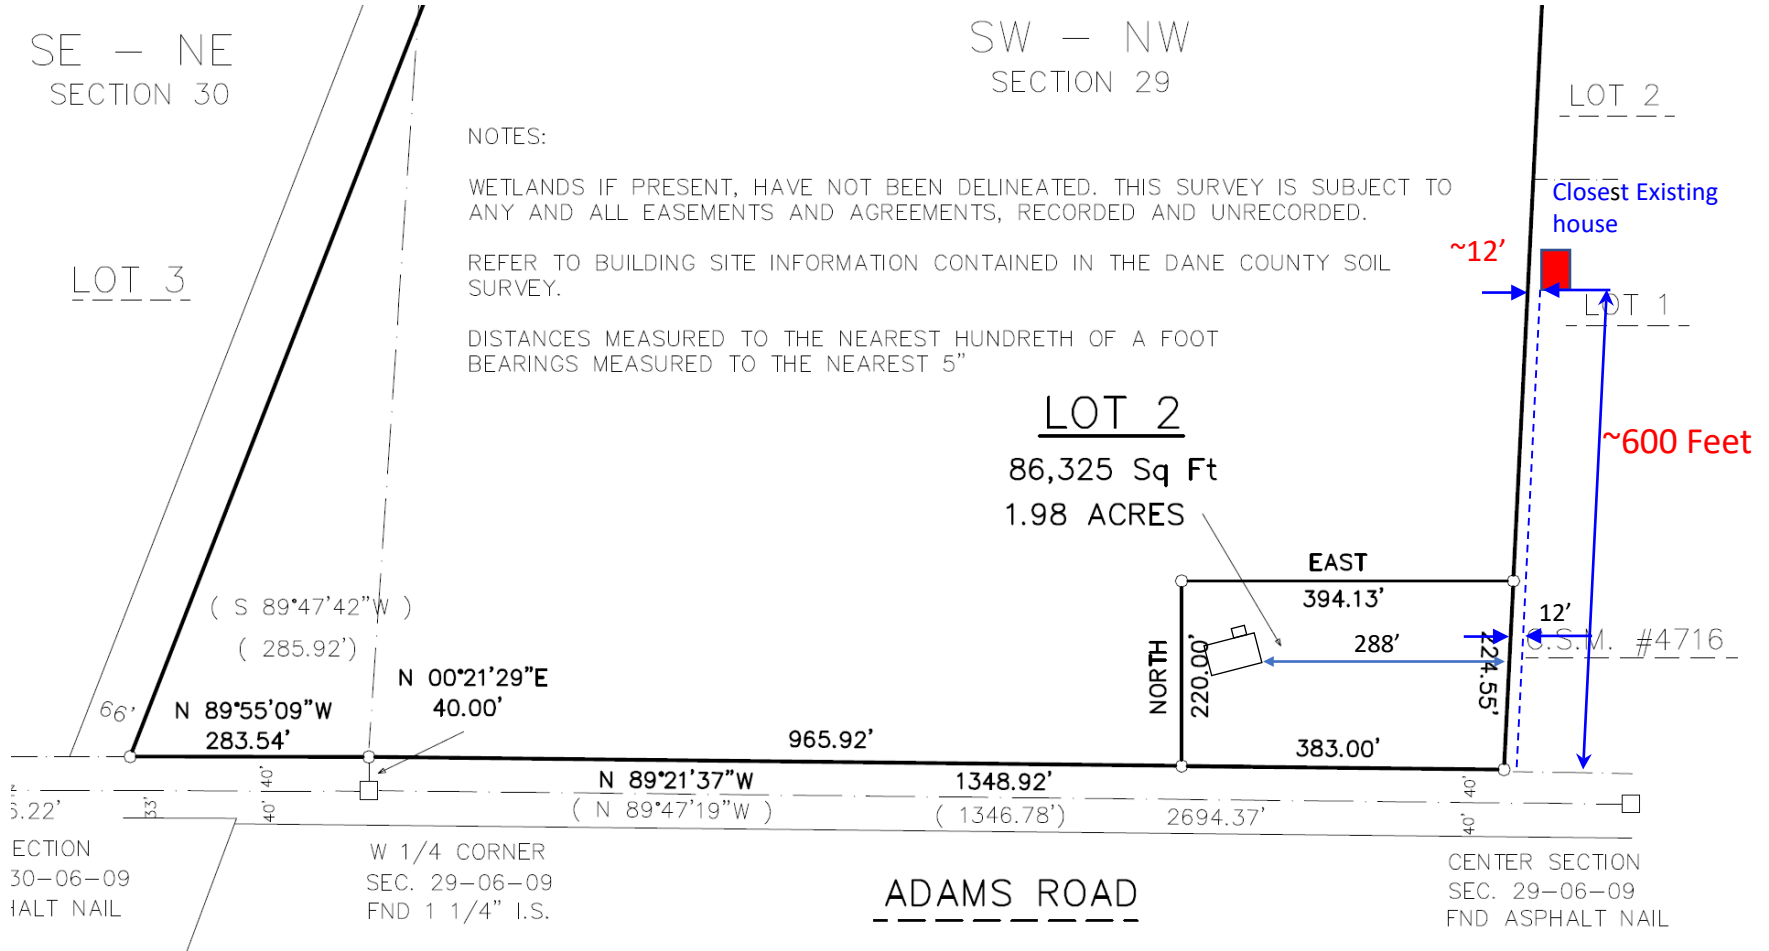 SE – NE
SECTION 30
SW – NW
SECTION 29
LOT 2
NOTES:
WETLANDS IF PRESENT, HAVE NOT BEEN DELINEATED. THIS SURVEY IS SUBJECT TO
ANY AND ALL EASEMENTS AND AGREEMENTS, RECORDED AND UNRECORDED.
REFER TO BUILDING SITE INFORMATION CONTAINED IN THE DANE COUNTY SOIL
SURVEY.
DISTANCES MEASURED TO THE NEAREST HUNDRETH OF A FOOT
BEARINGS MEASURED TO THE NEAREST 5"
Closest Existing
house
~12'
LOT 3
LOT 1
LOT 2
86,325 Sq Ft
1.98 ACRES
~600 Feet
EAST
394.13'
( S 89°47'42"W )
( 285.92')
12'
C.S.M. #4716
288'
NORTH
220.00'
224.55'
N 00°21'29"E
40.00'
66'
N 89°55'09"W
283.54'
965.92'
383.00'
40'
40'
33'
N 89°21'37"W
1348.92'
40'
40'
5.22'
( N 89°47'19"W )
( 1346.78')
2694.37'
ECTION
30–06–09
HALT NAIL
W 1/4 CORNER
SEC. 29–06–09
FND 1 1/4" I.S.
ADAMS ROAD
CENTER SECTION
SEC. 29–06–09
FND ASPHALT NAIL